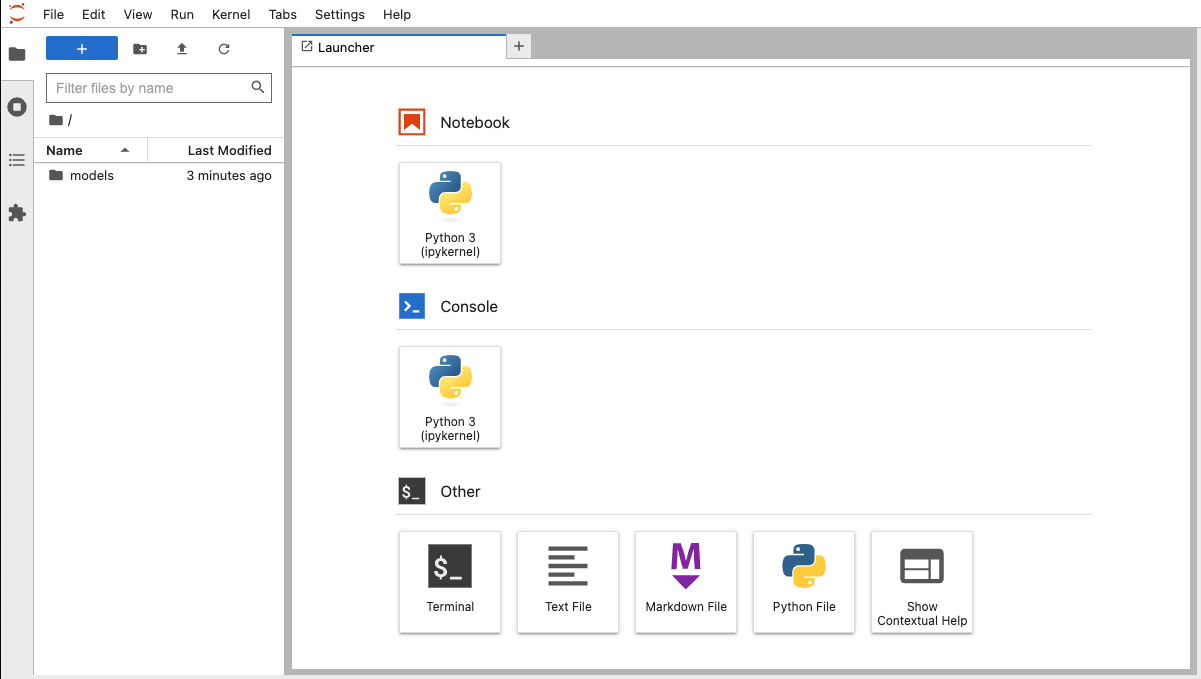 File Edit View Run Kernel Tabs Settings Help
Launcher
Filter files by name
/
Name Last Modified
models 3 minutes ago
Notebook
Python 3
(ipykernel)
Console
Python 3
(ipykernel)
$_ Other
$_
Terminal
Text File
M
Markdown File
Python File
Show
Contextual Help